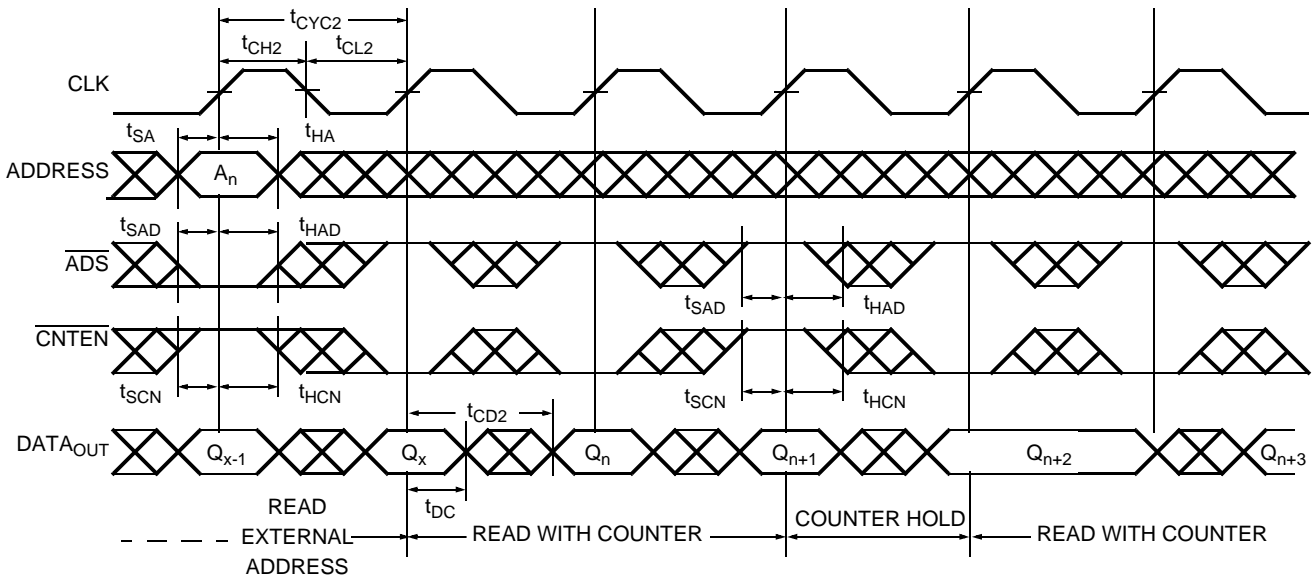 tCYC2
tCH2 tCL2
CLK
tSA tHA
ADDRESS An
tSAD tHAD
ADS
tSAD tHAD
CNTEN
tSCN tHCN tSCN tHCN
tCD2
DATAOUT Qx-1 Qx Qn Qn+1 Qn+2 Qn+3
tDC
READ
EXTERNAL
ADDRESS
READ WITH COUNTER
COUNTER HOLD
READ WITH COUNTER